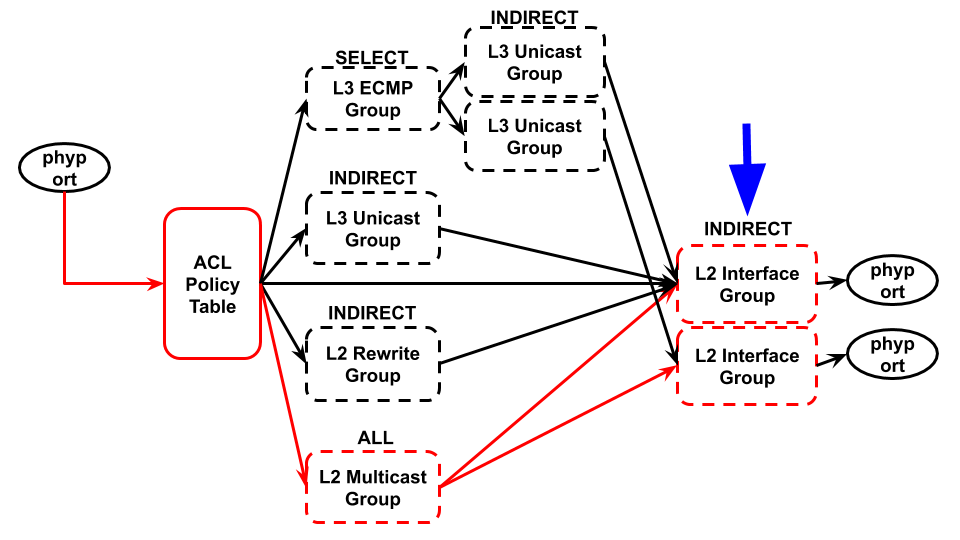 INDIRECT
L3 Unicast
Group
SELECT
L3 ECMP
Group
L3 Unicast
Group
phyp
ort
INDIRECT
L3 Unicast
Group
ACL
Policy
Table
INDIRECT
L2 Interface
Group
phyp
ort
INDIRECT
L2 Rewrite
Group
L2 Interface
Group
phyp
ort
ALL
L2 Multicast
Group